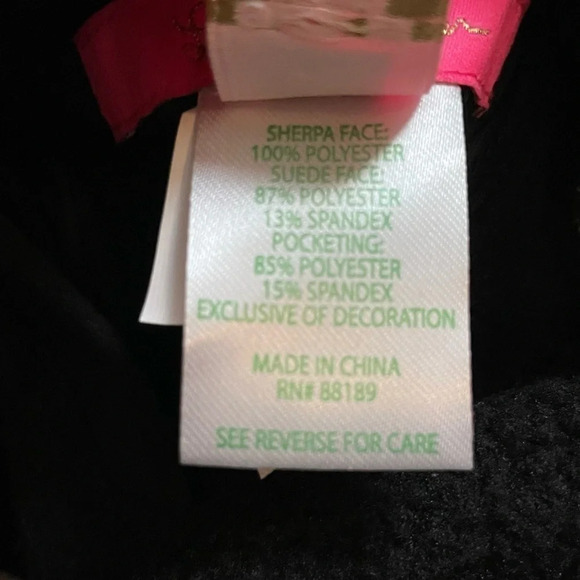 SHERPA FACE:
100% POLYESTER
SUEDE FACE:
87% POLYESTER
13% SPANDEX
POCKETING:
85% POLYESTER
15% SPANDEX
EXCLUSIVE OF DECORATION
MADE IN CHINA
RN# 88189
SEE REVERSE FOR CARE